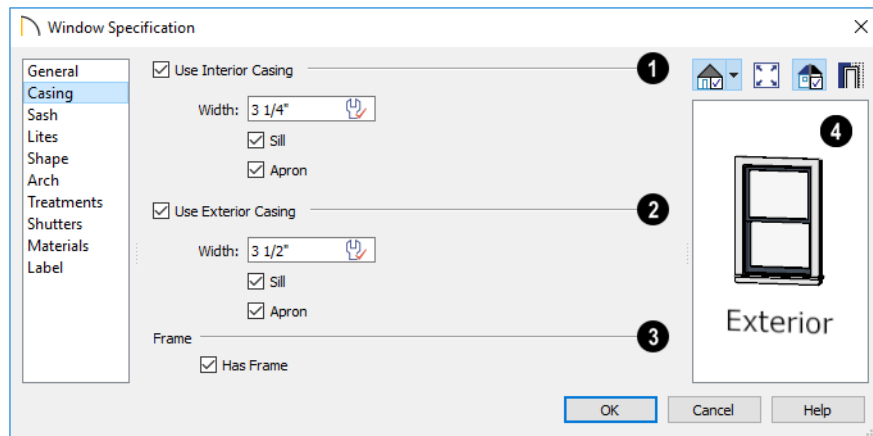 Window Specification
General
Casing
Sash
Lites
Shape
Arch
Treatments
Shutters
Materials
Label
Use Interior Casing
1
Width: 3 1/4"
Sill
Apron
Use Exterior Casing
2
Width: 3 1/2"
Sill
Apron
Frame
3
Has Frame
4
Exterior
OK
Cancel
Help